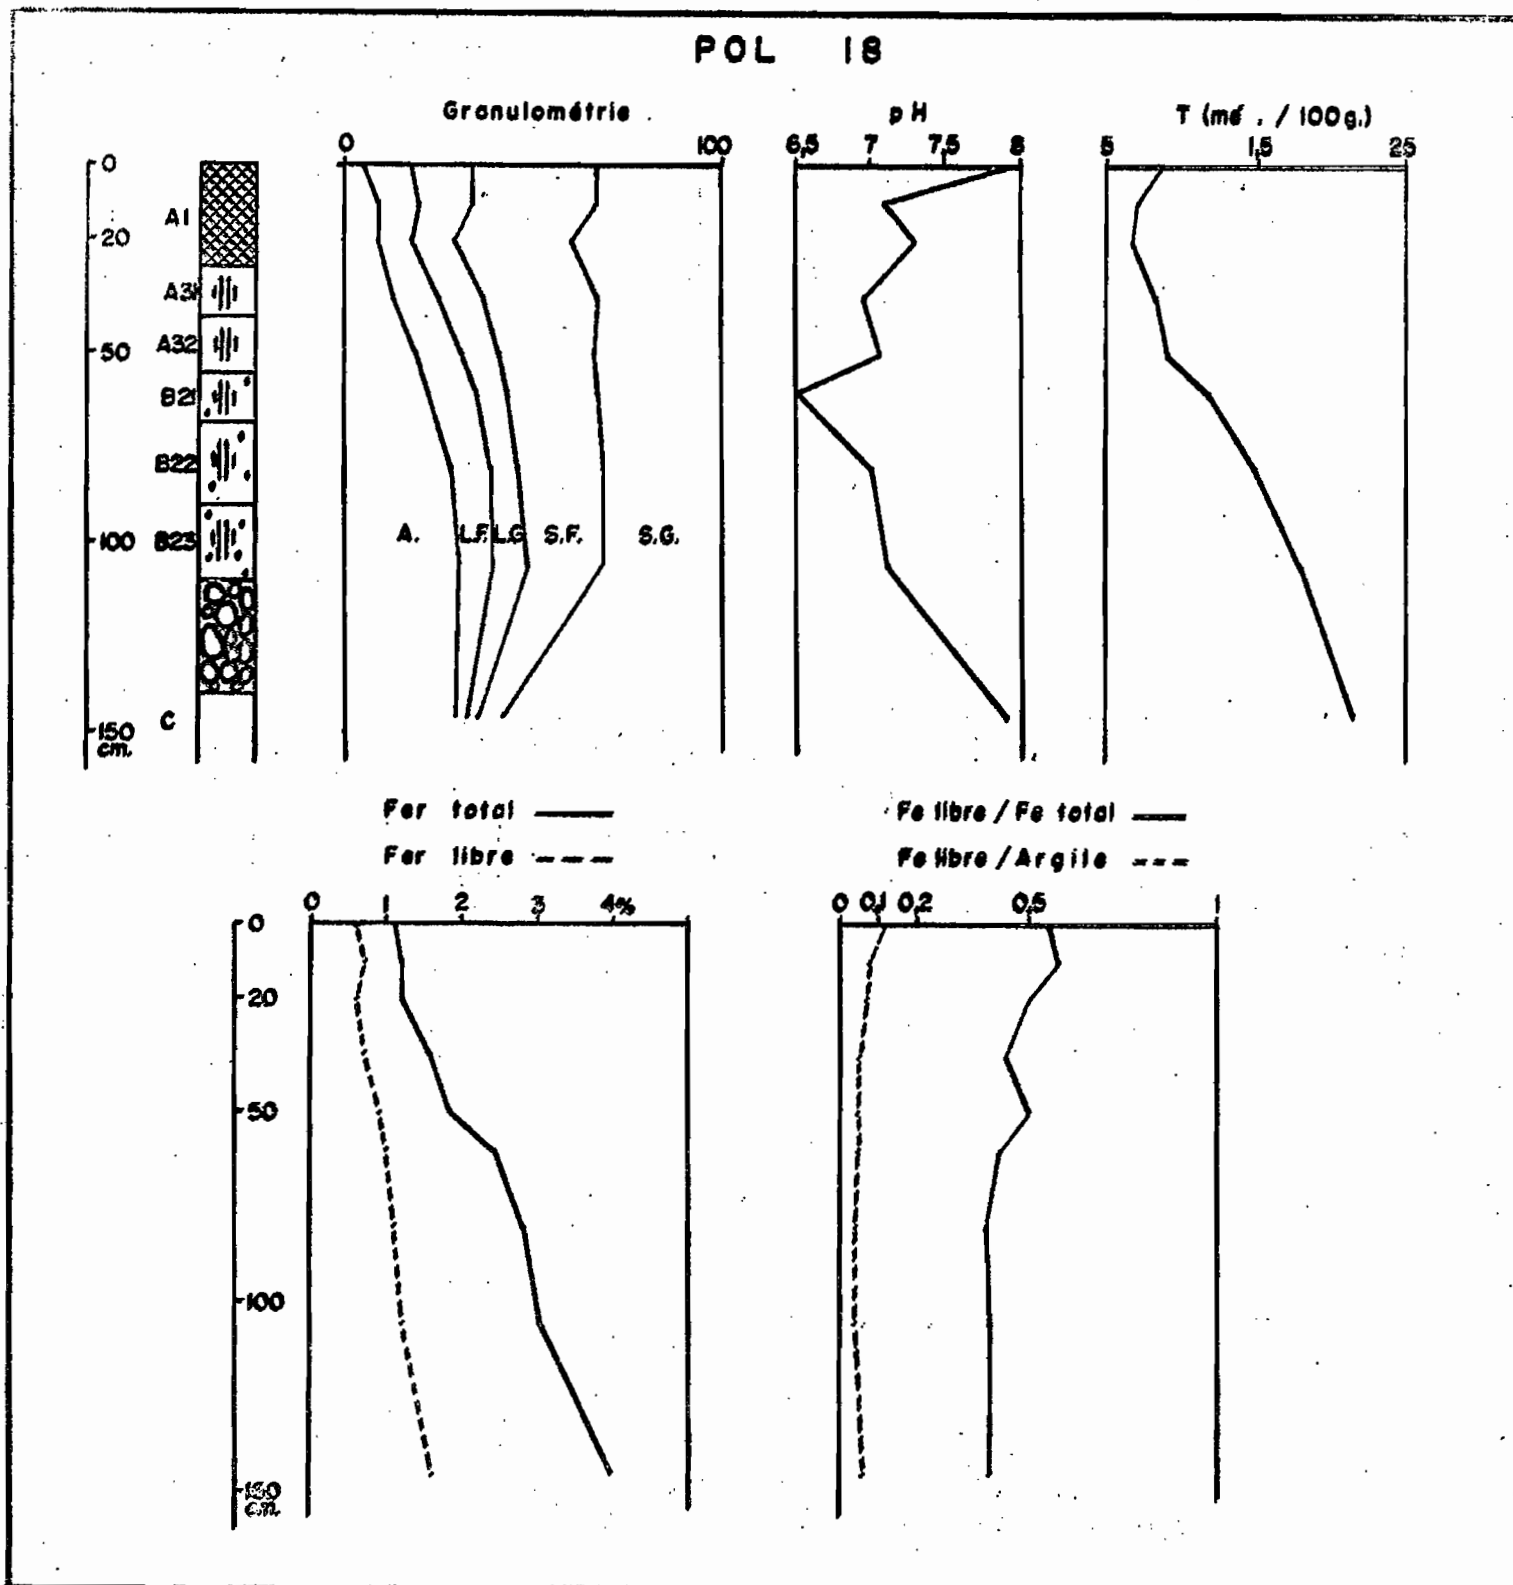 POL 18
Granulométrie
pH
T (mé . / 100g.)
0 100
6,5 7 7,5 8
5 1,5 25
0
A1
20
A31
50 A32
B21
B22
100 B23
A. L.F. L.G S.F. S.G.
150 C
cm.
Fer total
Fer libre
Fe libre / Fe total
Fe libre / Argile
0 1 2 3 4%
0 0,1 0,2 0,5 1
0
20
50
100
150
cm.